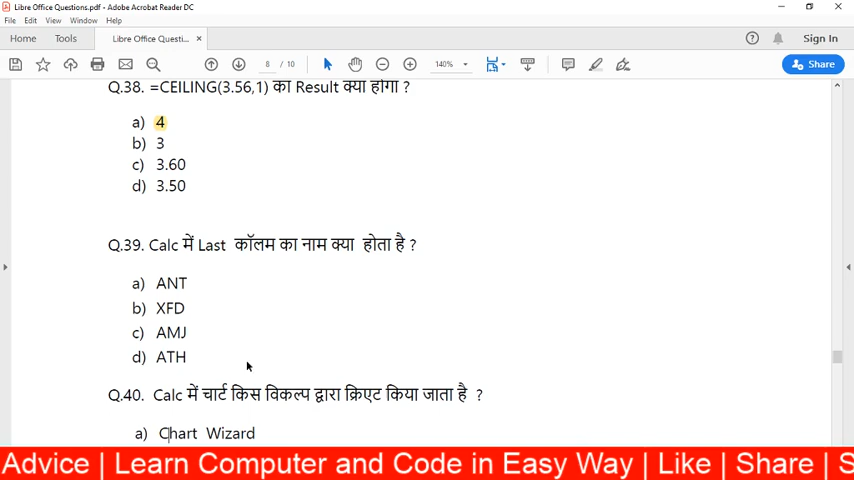 Libre Office Questions.pdf - Adobe Acrobat Reader DC
File Edit View Window Help
Home Tools Libre Office Questi... × Sign In
8 / 10 140% Share
Q.38. =CEILING(3.56,1) का Result क्या होगा ?
a) 4
b) 3
c) 3.60
d) 3.50
Q.39. Calc में Last कॉलम का नाम क्या होता है ?
a) ANT
b) XFD
c) AMJ
d) ATH
Q.40. Calc में चार्ट किस विकल्प द्वारा क्रिएट किया जाता है ?
a) Chart Wizard
Advice | Learn Computer and Code in Easy Way | Like | Share | S